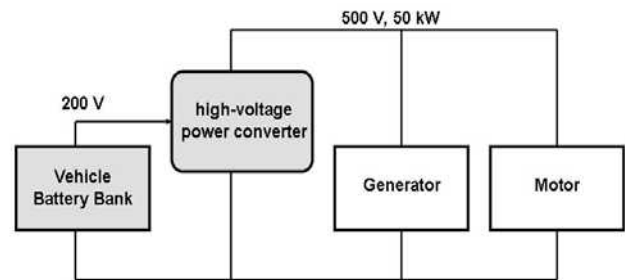 500 V, 50 kW
200 V
high-voltage
power converter
Vehicle
Battery Bank
Generator
Motor